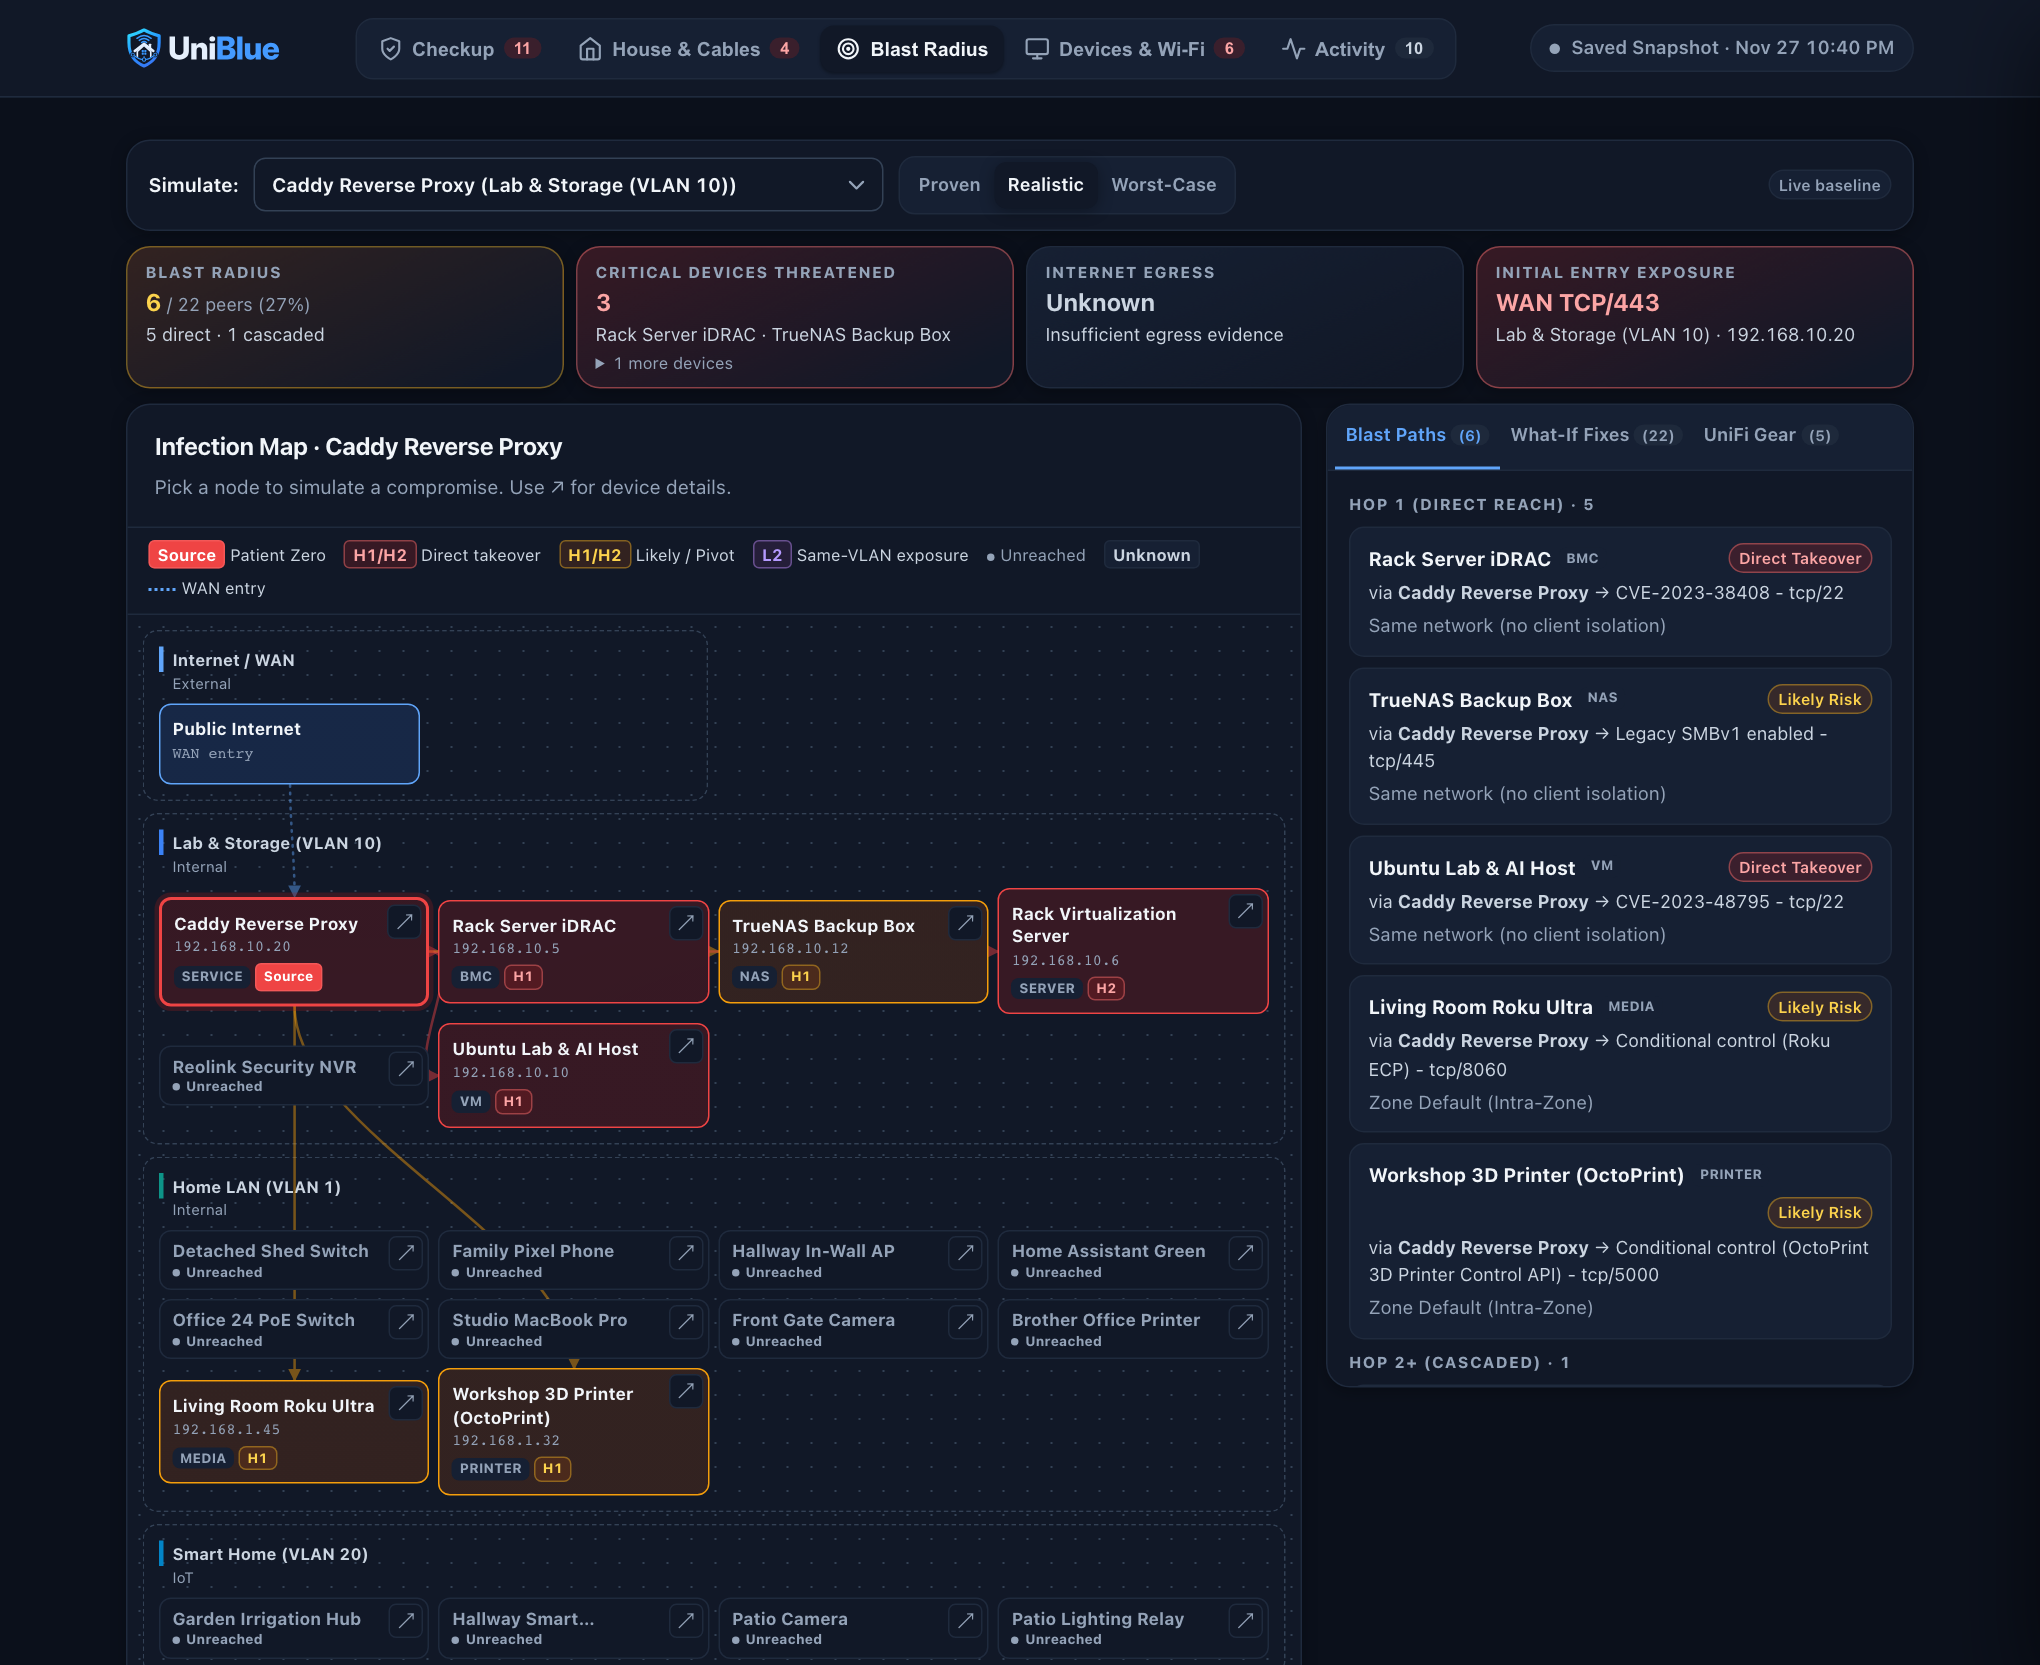 UniBlue
Checkup 11
House & Cables 4
Blast Radius
Devices & Wi-Fi 6
Activity 10
Saved Snapshot · Nov 27 10:40 PM
Simulate:
Caddy Reverse Proxy (Lab & Storage (VLAN 10))
Proven
Realistic
Worst-Case
Live baseline
BLAST RADIUS
6 / 22 peers (27%)
5 direct · 1 cascaded
CRITICAL DEVICES THREATENED
3
Rack Server iDRAC · TrueNAS Backup Box
▶ 1 more devices
INTERNET EGRESS
Unknown
Insufficient egress evidence
INITIAL ENTRY EXPOSURE
WAN TCP/443
Lab & Storage (VLAN 10) · 192.168.10.20
Infection Map · Caddy Reverse Proxy
Pick a node to simulate a compromise. Use ↗ for device details.
Source Patient Zero H1/H2 Direct takeover H1/H2 Likely / Pivot L2 Same-VLAN exposure ● Unreached Unknown
WAN entry
Internet / WAN
External
Public Internet
WAN entry
Lab & Storage (VLAN 10)
Internal
Caddy Reverse Proxy
192.168.10.20
SERVICE Source
Rack Server iDRAC
192.168.10.5
BMC H1
TrueNAS Backup Box
192.168.10.12
NAS H1
Rack Virtualization
Server
192.168.10.6
SERVER H2
Reolink Security NVR
● Unreached
Ubuntu Lab & AI Host
192.168.10.10
VM H1
Home LAN (VLAN 1)
Internal
Detached Shed Switch
● Unreached
Family Pixel Phone
● Unreached
Hallway In-Wall AP
● Unreached
Home Assistant Green
● Unreached
Office 24 PoE Switch
● Unreached
Studio MacBook Pro
● Unreached
Front Gate Camera
● Unreached
Brother Office Printer
● Unreached
Living Room Roku Ultra
192.168.1.45
MEDIA H1
Workshop 3D Printer
(OctoPrint)
192.168.1.32
PRINTER H1
Smart Home (VLAN 20)
IoT
Garden Irrigation Hub
● Unreached
Hallway Smart...
● Unreached
Patio Camera
● Unreached
Patio Lighting Relay
● Unreached
Blast Paths (6)
What-If Fixes (22)
UniFi Gear (5)
HOP 1 (DIRECT REACH) · 5
Rack Server iDRAC BMC Direct Takeover
via Caddy Reverse Proxy → CVE-2023-38408 - tcp/22
Same network (no client isolation)
TrueNAS Backup Box NAS Likely Risk
via Caddy Reverse Proxy → Legacy SMBv1 enabled -
tcp/445
Same network (no client isolation)
Ubuntu Lab & AI Host VM Direct Takeover
via Caddy Reverse Proxy → CVE-2023-48795 - tcp/22
Same network (no client isolation)
Living Room Roku Ultra MEDIA Likely Risk
via Caddy Reverse Proxy → Conditional control (Roku
ECP) - tcp/8060
Zone Default (Intra-Zone)
Workshop 3D Printer (OctoPrint) PRINTER
Likely Risk
via Caddy Reverse Proxy → Conditional control (OctoPrint
3D Printer Control API) - tcp/5000
Zone Default (Intra-Zone)
HOP 2+ (CASCADED) · 1